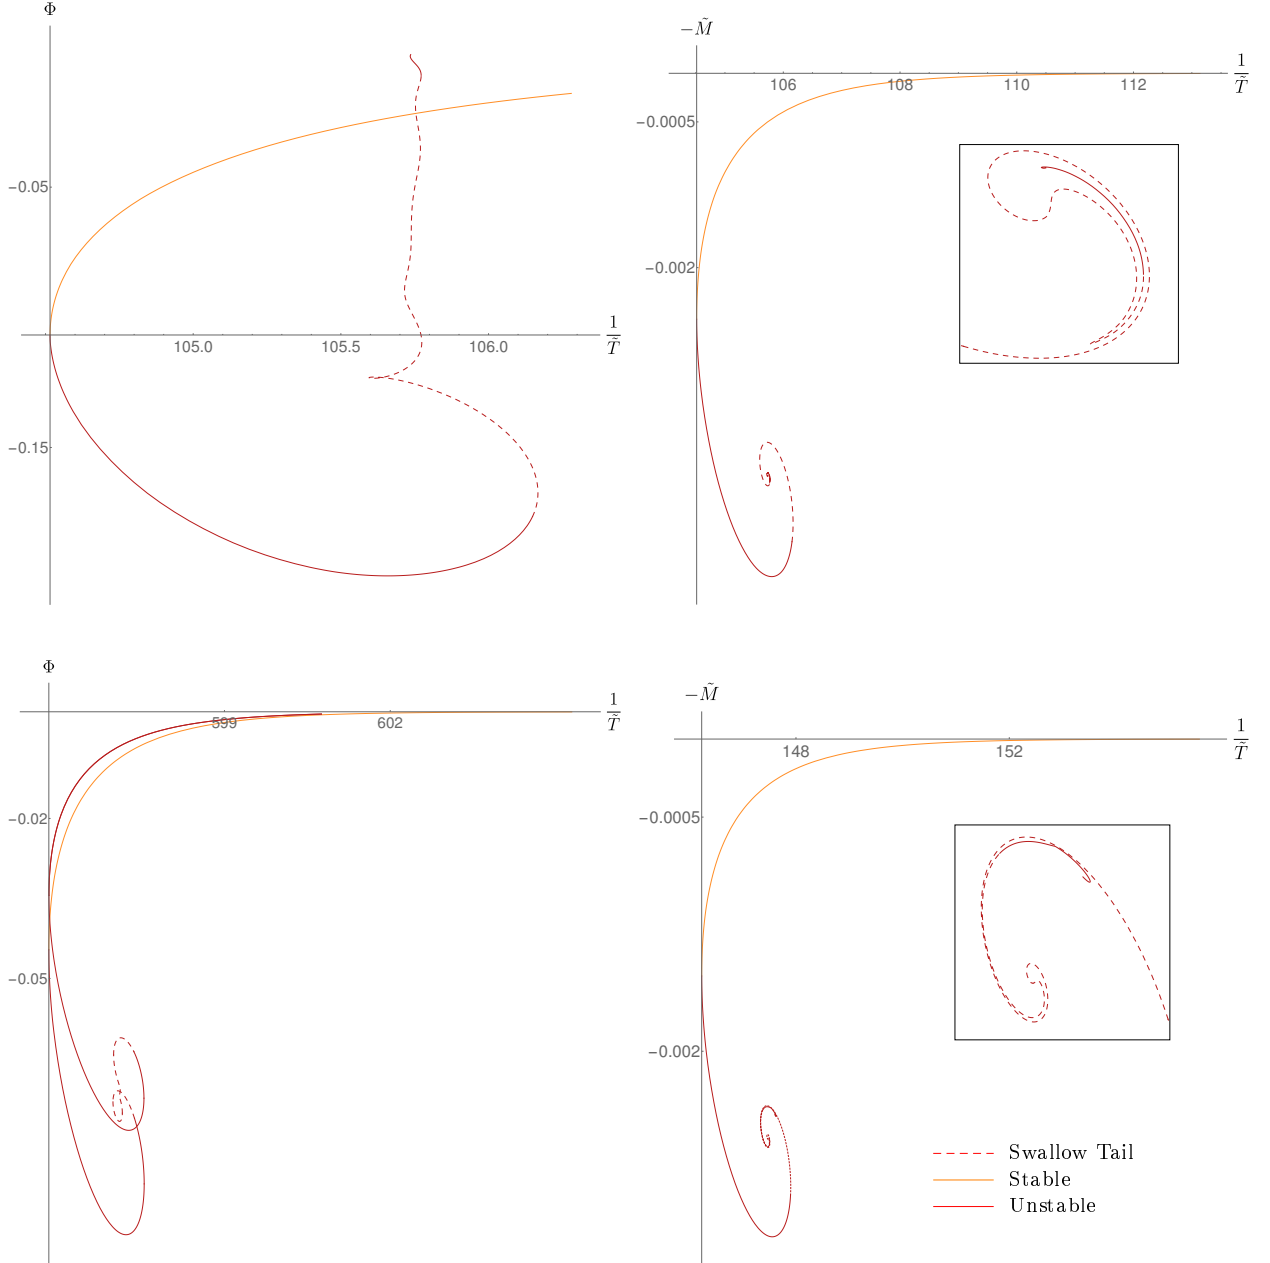 Φ
-0.05
-0.15
105.0 105.5 106.0
1/T̃
-M̃
106 108 110 112
1/T̃
-0.0005
-0.002
Φ
599 602
1/T̃
-0.02
-0.05
-M̃
148 152
1/T̃
-0.0005
-0.002
Swallow Tail
Stable
Unstable